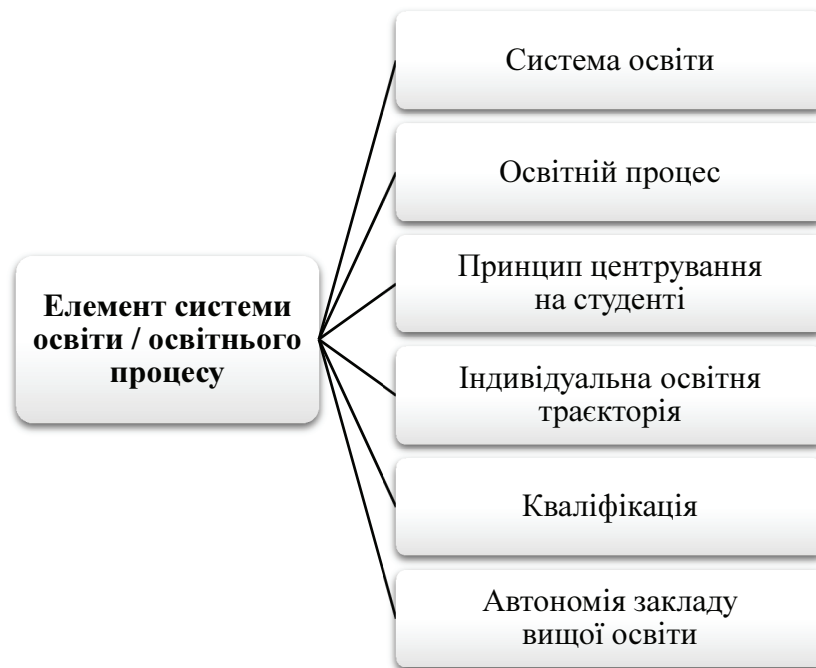 Система освіти
Освітній процес
Принцип центрування
на студенті
Елемент системи
освіти / освітнього
процесу
Індивідуальна освітня
траєкторія
Кваліфікація
Автономія закладу
вищої освіти